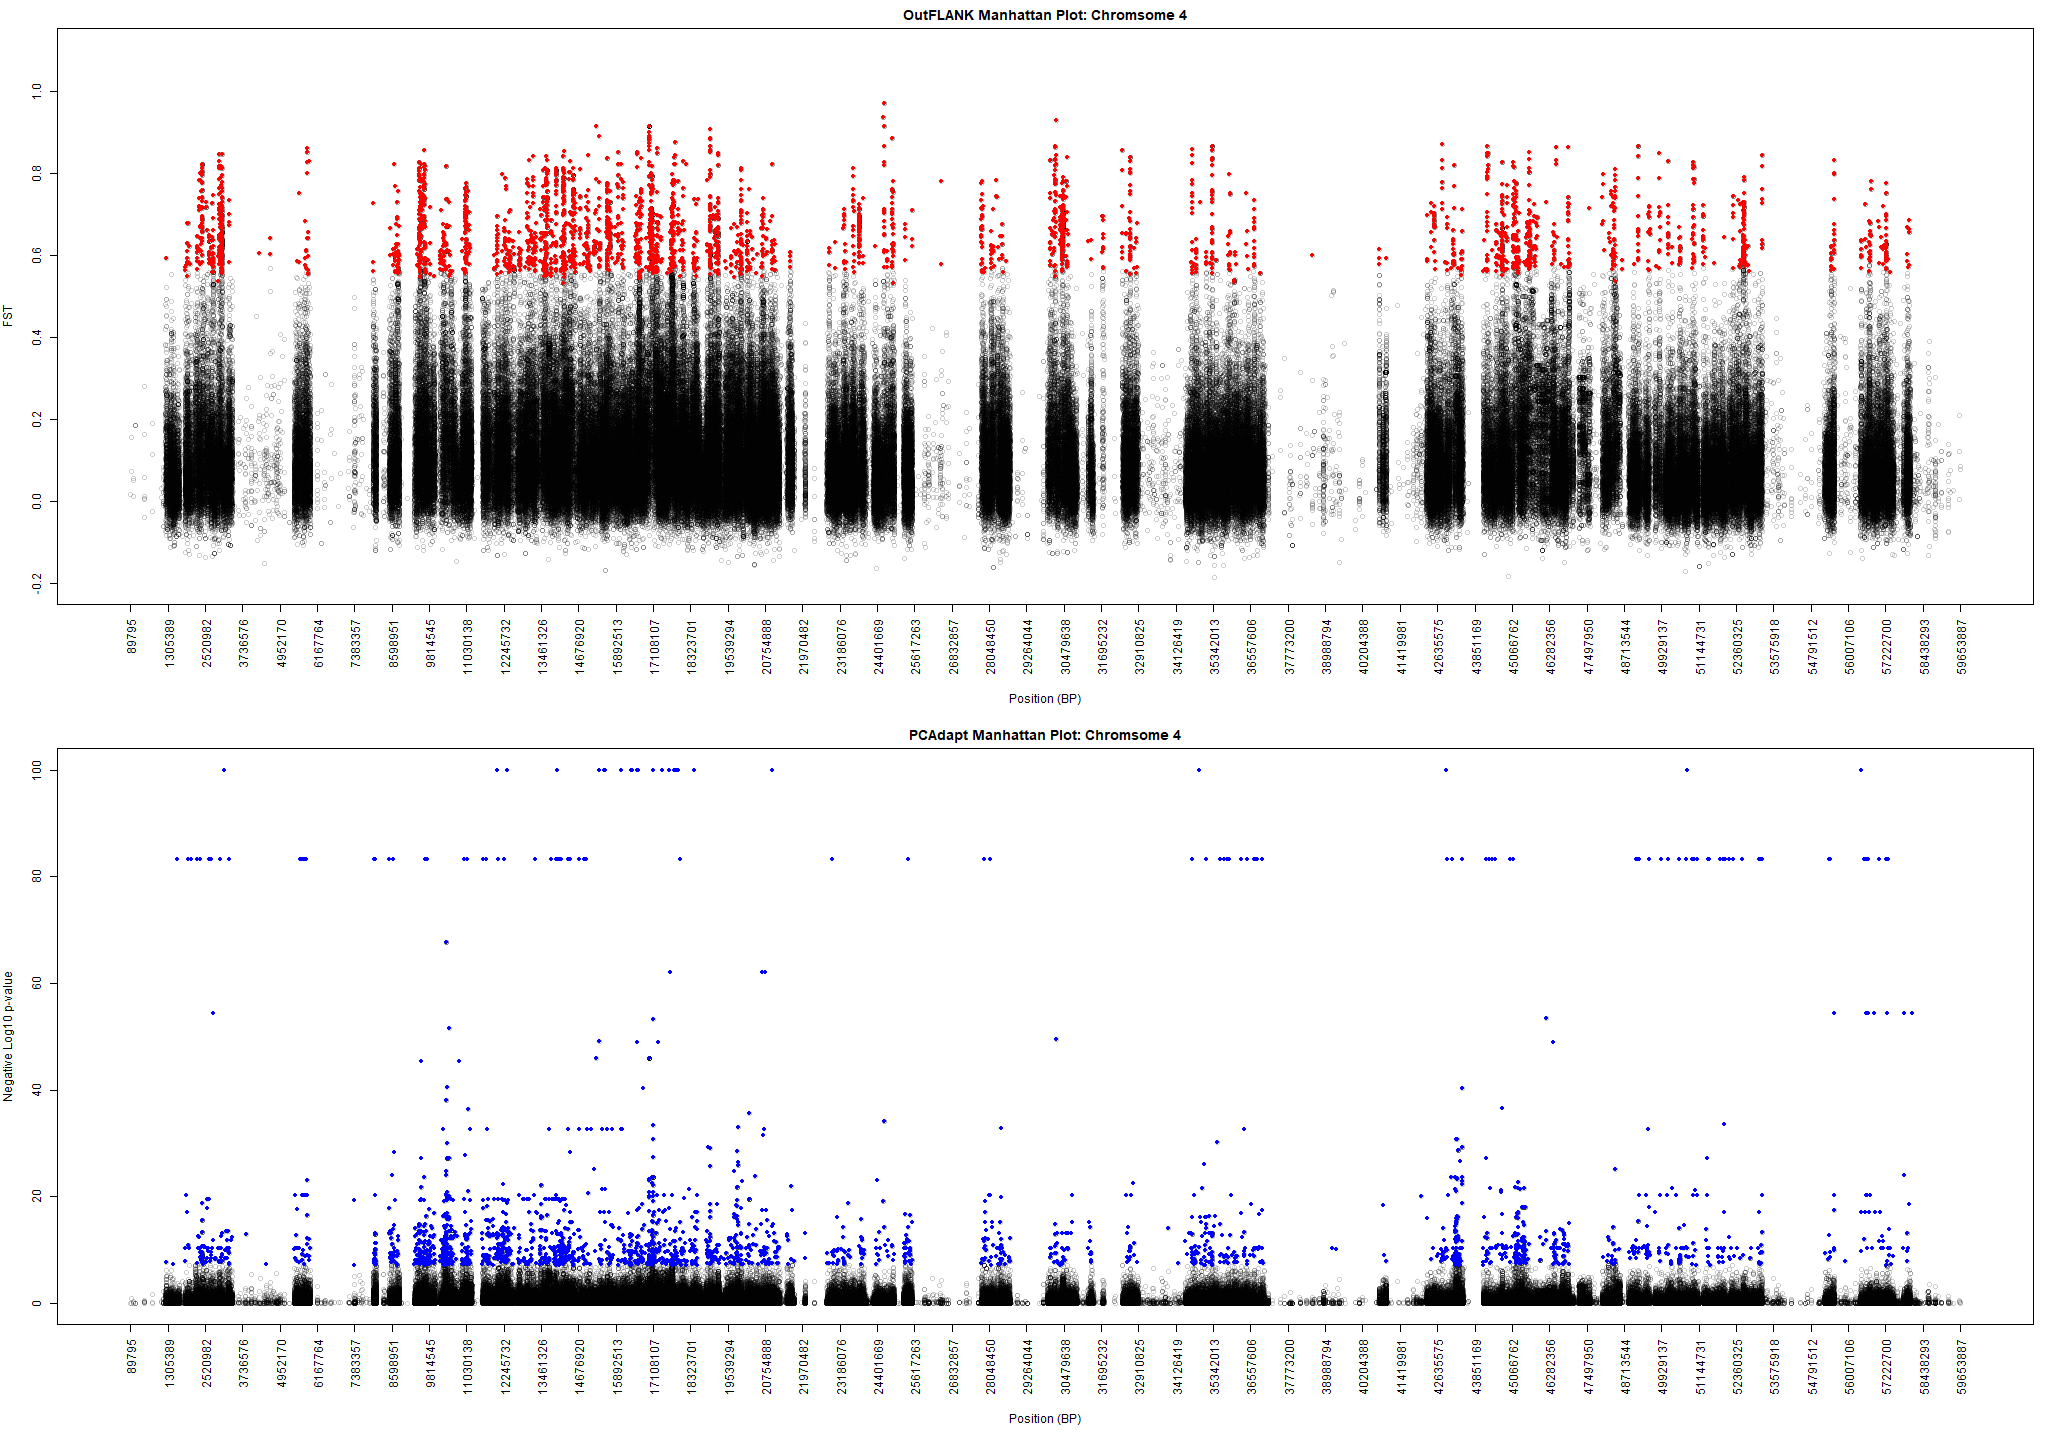 OutFLANK Manhattan Plot: Chromsome 4
FST
1.0
0.8
0.6
0.4
0.2
0.0
-0.2
89795 1305389 2520982 3736576 4952170 6167764 7383357 8598951 9814545 11030138 12245732 13461326 14676920 15892513 17108107 18323701 19539294 20754888 21970482 23186076 24401669 25617263 26832857 28048450 29264044 30479638 31695232 32910825 34126419 35342013 36557606 37773200 38988794 40204388 41419981 42635575 43851169 45066762 46282356 47497950 48713544 49929137 51144731 52360325 53575918 54791512 56007106 57222700 58438293 59653887
Position (BP)
PCAdapt Manhattan Plot: Chromsome 4
Negative Log10 p-value
100
80
60
40
20
0
89795 1305389 2520982 3736576 4952170 6167764 7383357 8598951 9814545 11030138 12245732 13461326 14676920 15892513 17108107 18323701 19539294 20754888 21970482 23186076 24401669 25617263 26832857 28048450 29264044 30479638 31695232 32910825 34126419 35342013 36557606 37773200 38988794 40204388 41419981 42635575 43851169 45066762 46282356 47497950 48713544 49929137 51144731 52360325 53575918 54791512 56007106 57222700 58438293 59653887
Position (BP)